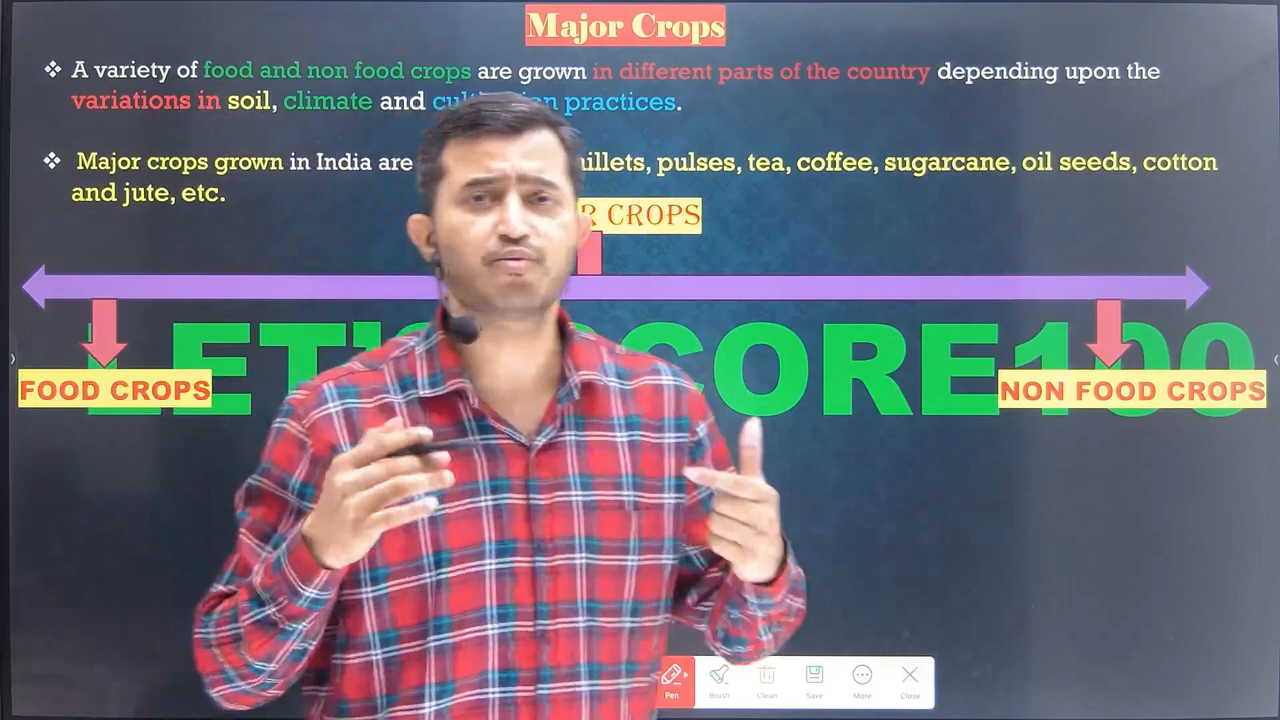 Major Crops
❖ A variety of food and non food crops are grown in different parts of the country depending upon the
variations in soil, climate and practices.
❖ Major crops grown in India are pulses, tea, coffee, sugarcane, oil seeds, cotton
and jute, etc.
R CROPS
LET'S CORE100
FOOD CROPS
NON FOOD CROPS
Pen Brush Clean Save More Close